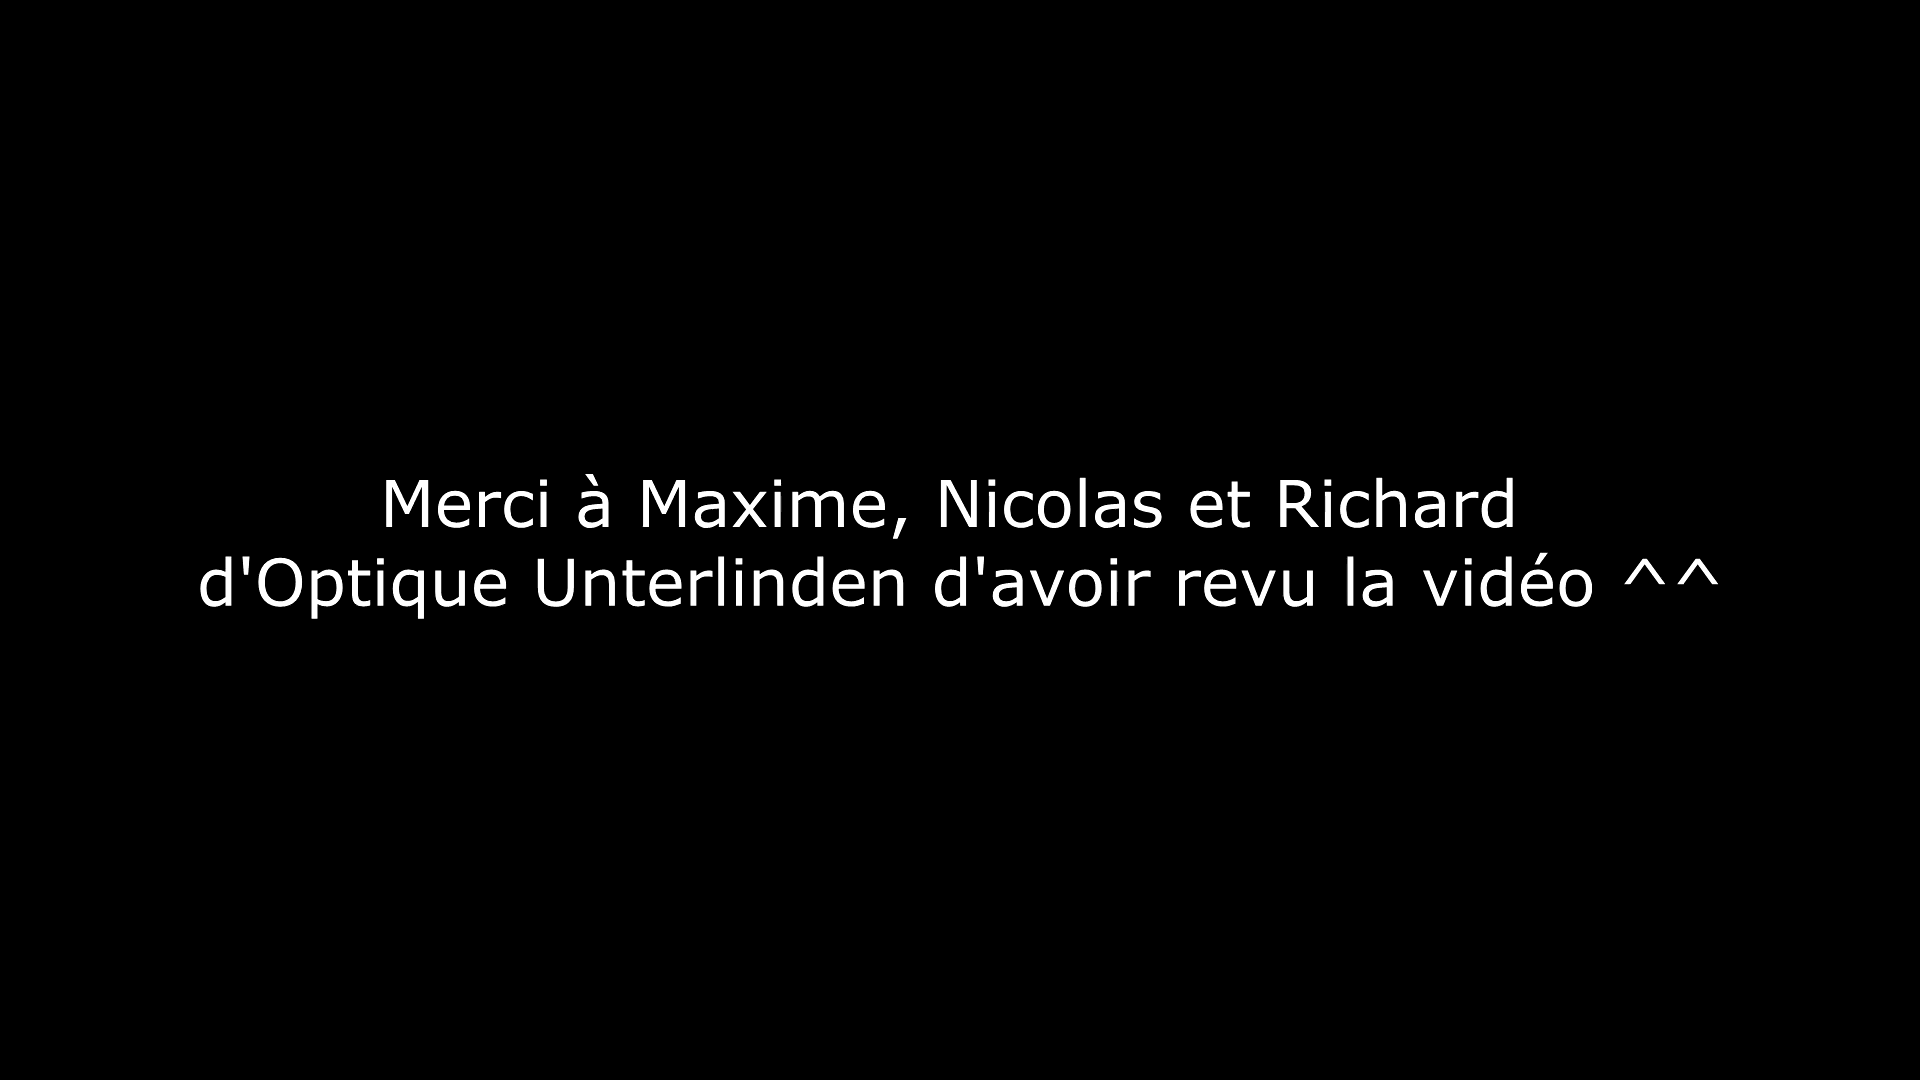 Merci à Maxime, Nicolas et Richard
d'Optique Unterlinden d'avoir revu la vidéo ^^